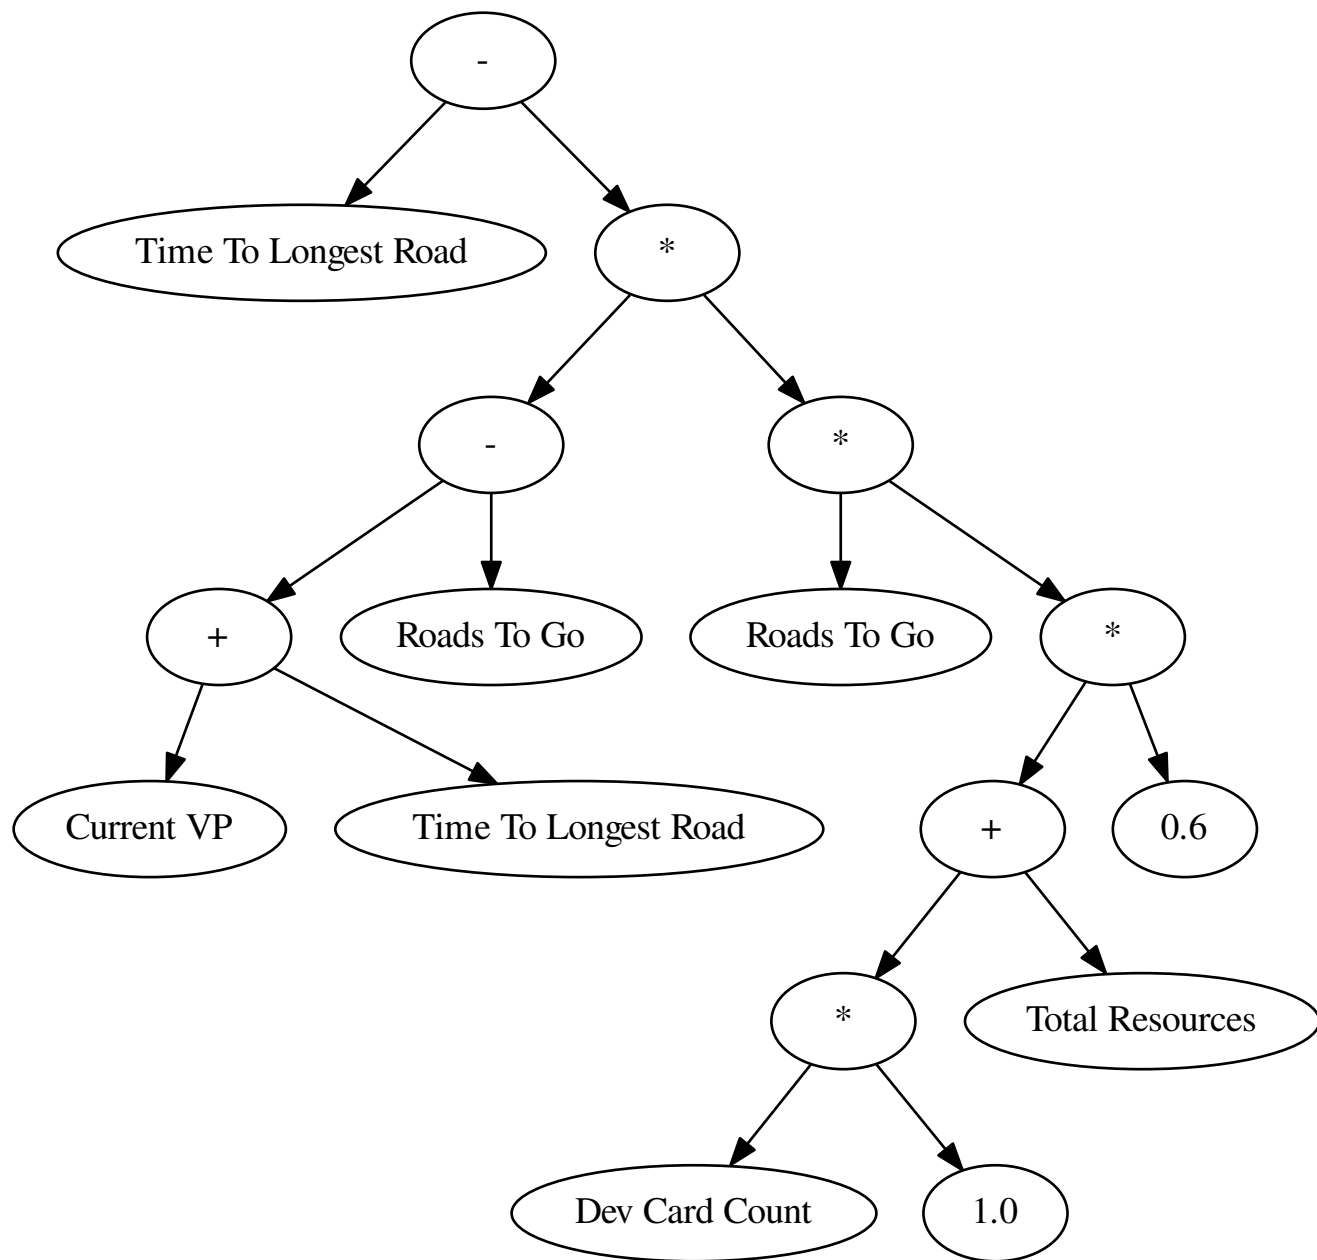 -
Time To Longest Road
*
-
*
+
Roads To Go
Roads To Go
*
Current VP
Time To Longest Road
+
0.6
*
Total Resources
Dev Card Count
1.0